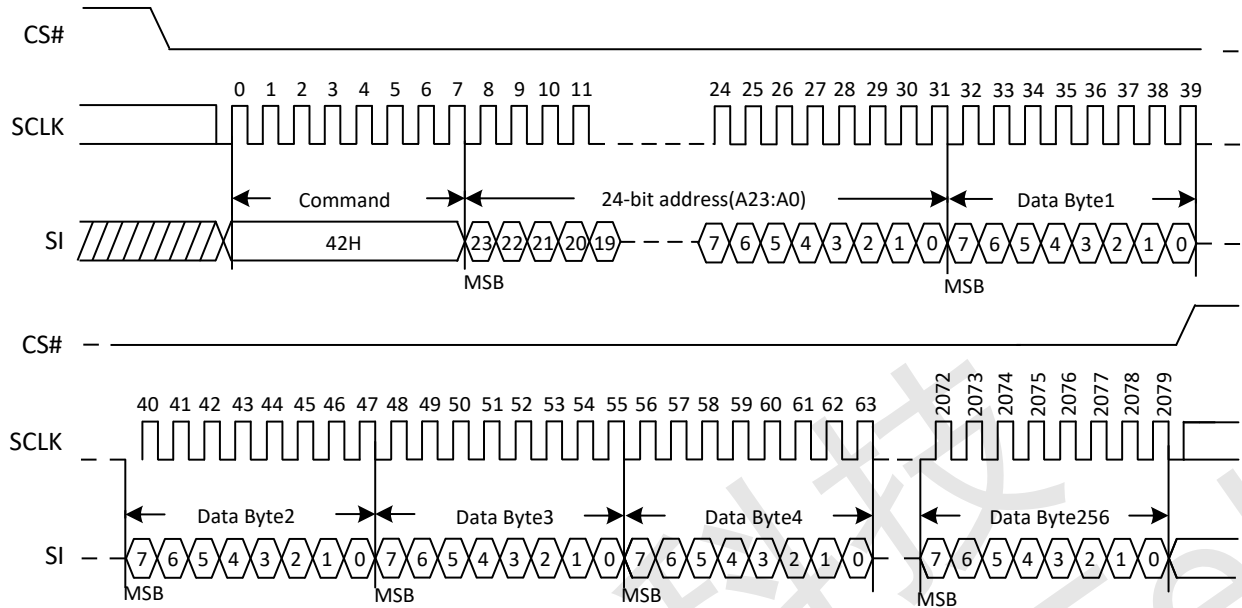 CS#
0 1 2 3 4 5 6 7 8 9 10 11 24 25 26 27 28 29 30 31 32 33 34 35 36 37 38 39
SCLK
Command 24-bit address(A23:A0) Data Byte1
SI 42H 23 22 21 20 19 7 6 5 4 3 2 1 0 7 6 5 4 3 2 1 0
MSB MSB
CS#
40 41 42 43 44 45 46 47 48 49 50 51 52 53 54 55 56 57 58 59 60 61 62 63 2072 2073 2074 2075 2076 2077 2078 2079
SCLK
Data Byte2 Data Byte3 Data Byte4 Data Byte256
SI 7 6 5 4 3 2 1 0 7 6 5 4 3 2 1 0 7 6 5 4 3 2 1 0 7 6 5 4 3 2 1 0
MSB MSB MSB MSB
科技